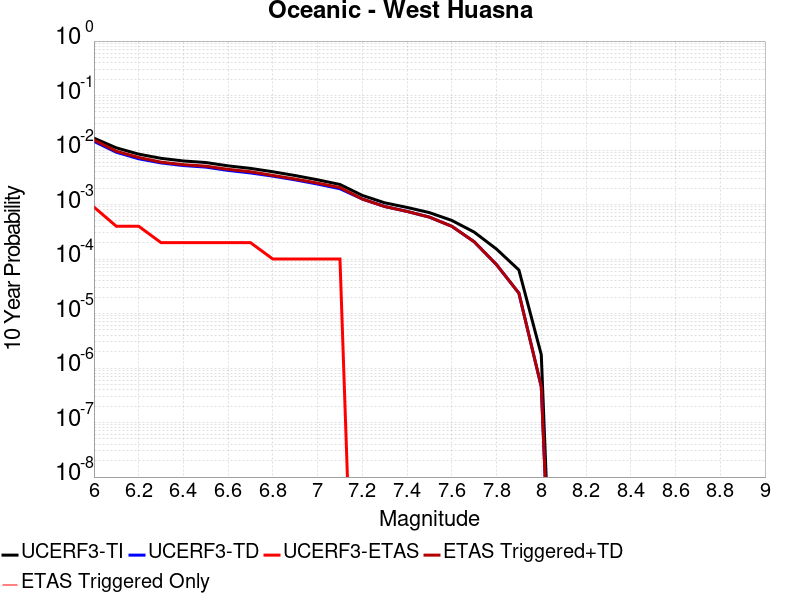 Oceanic - West Huasna
10^0
10^-1
10^-2
10^-3
10^-4
10^-5
10^-6
10^-7
10^-8
10 Year Probability
6 6.2 6.4 6.6 6.8 7 7.2 7.4 7.6 7.8 8 8.2 8.4 8.6 8.8 9
Magnitude
UCERF3-TI UCERF3-TD UCERF3-ETAS ETAS Triggered+TD
ETAS Triggered Only